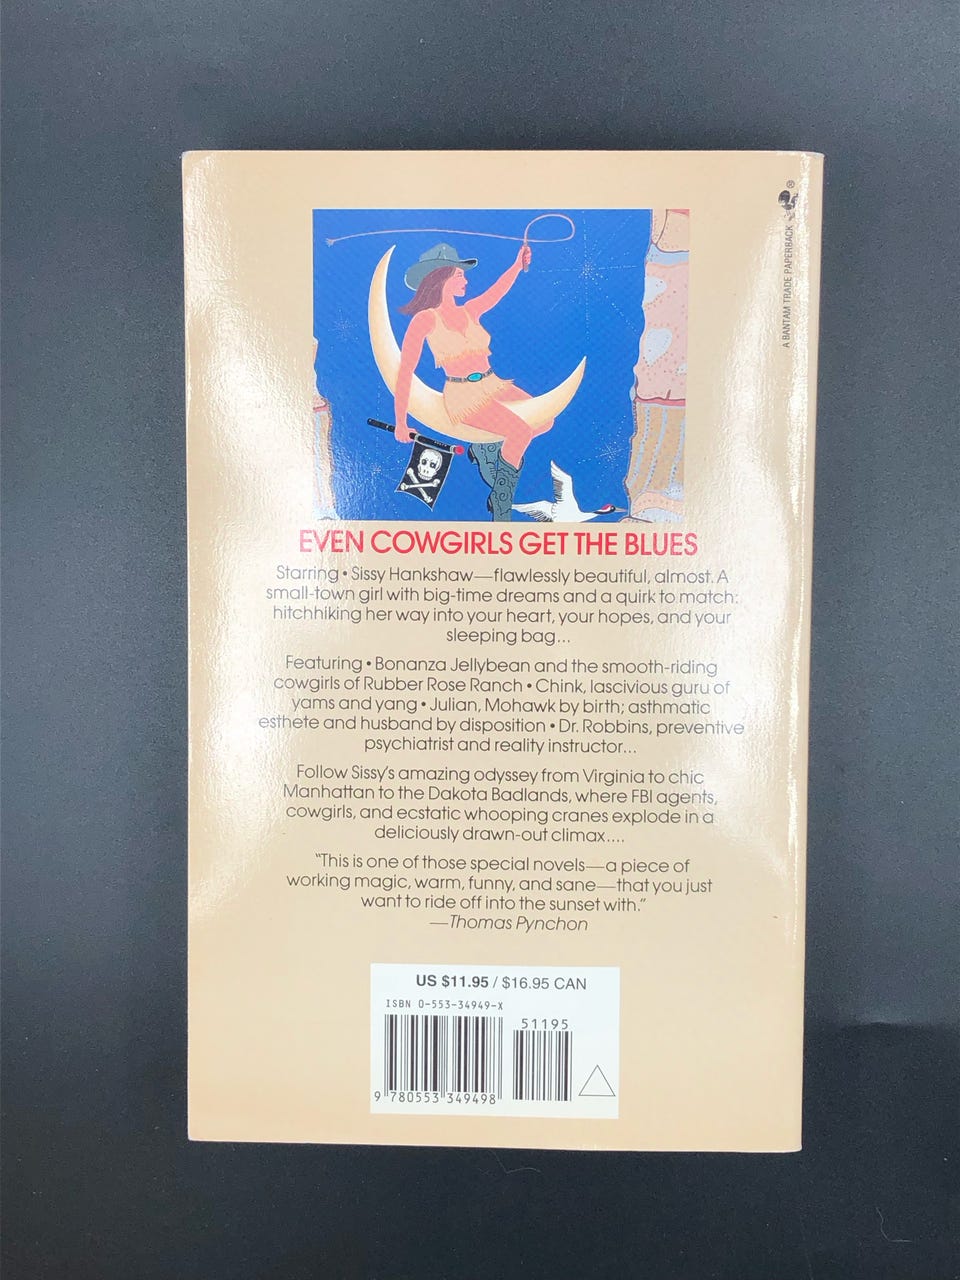 ® 
A BANTAM TRADE PAPERBACK
EVEN COWGIRLS GET THE BLUES
Starring • Sissy Hankshaw—flawlessly beautiful, almost. A
small-town girl with big-time dreams and a quirk to match:
hitchhiking her way into your heart, your hopes, and your
sleeping bag...
Featuring • Bonanza Jellybean and the smooth-riding
cowgirls of Rubber Rose Ranch • Chink, lascivious guru of
yams and yang • Julian, Mohawk by birth; asthmatic
esthete and husband by disposition • Dr. Robbins, preventive
psychiatrist and reality instructor...
Follow Sissy's amazing odyssey from Virginia to chic
Manhattan to the Dakota Badlands, where FBI agents,
cowgirls, and ecstatic whooping cranes explode in a
deliciously drawn-out climax....
"This is one of those special novels—a piece of
working magic, warm, funny, and sane—that you just
want to ride off into the sunset with."
—Thomas Pynchon
US $11.95 / $16.95 CAN
ISBN 0-553-34949-X
51195
9 780553 349498